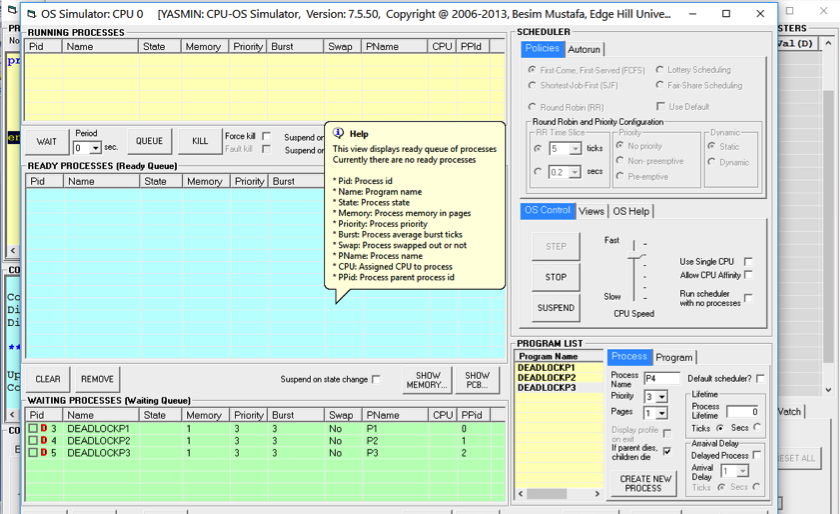 OS Simulator: CPU 0 [YASMIN: CPU-OS Simulator, Version: 7.5.50, Copyright @ 2006-2013, Besim Mustafa, Edge Hill Unive...
RUNNING PROCESSES
Pid Name State Memory Priority Burst Swap PName CPU PPId
WAIT
Period
0 sec.
QUEUE
KILL
Force kill
Fault kill
Suspend on
Suspend on
READY PROCESSES (Ready Queue)
Pid Name State Memory Priority Burst
Help
This view displays ready queue of processes
Currently there are no ready processes
* Pid: Process id
* Name: Program name
* State: Process state
* Memory: Process memory in pages
* Priority: Process priority
* Burst: Process average burst ticks
* Swap: Process swapped out or not
* PName: Process name
* CPU: Assigned CPU to process
* PPid: Process parent process id
CLEAR
REMOVE
Suspend on state change
SHOW MEMORY...
SHOW PCB...
WAITING PROCESSES (Waiting Queue)
Pid Name State Memory Priority Burst Swap PName CPU PPId
D 3 DEADLOCKP1 1 3 3 No P1 0
D 4 DEADLOCKP2 1 3 3 No P2 1
D 5 DEADLOCKP3 1 3 3 No P3 2
SCHEDULER
Policies Autorun
First-Come, First-Served (FCFS)
Lottery Scheduling
Shortest-Job-First (SJF)
Fair-Share Scheduling
Round Robin (RR)
Use Default
Round Robin and Priority Configuration
RR Time Slice
5 ticks
0.2 secs
Priority
No priority
Non- preemptive
Pre-emptive
Dynamic
Static
Dynamic
OS Control Views OS Help
STEP
STOP
SUSPEND
Fast
Slow
CPU Speed
Use Single CPU
Allow CPU Affinity
Run scheduler
with no processes
PROGRAM LIST
Program Name
DEADLOCKP1
DEADLOCKP2
DEADLOCKP3
Process Program
Process
Name P4
Default scheduler?
Priority 3
Pages 1
Lifetime
Process
Lifetime 0
Ticks Secs
Display profile
on exit
If parent dies,
children die
Arraival Delay
Delayed Process
Arrival
Delay 1
Ticks Secs
CREATE NEW
PROCESS
STERS
Val (D)
Watch
RESET ALL